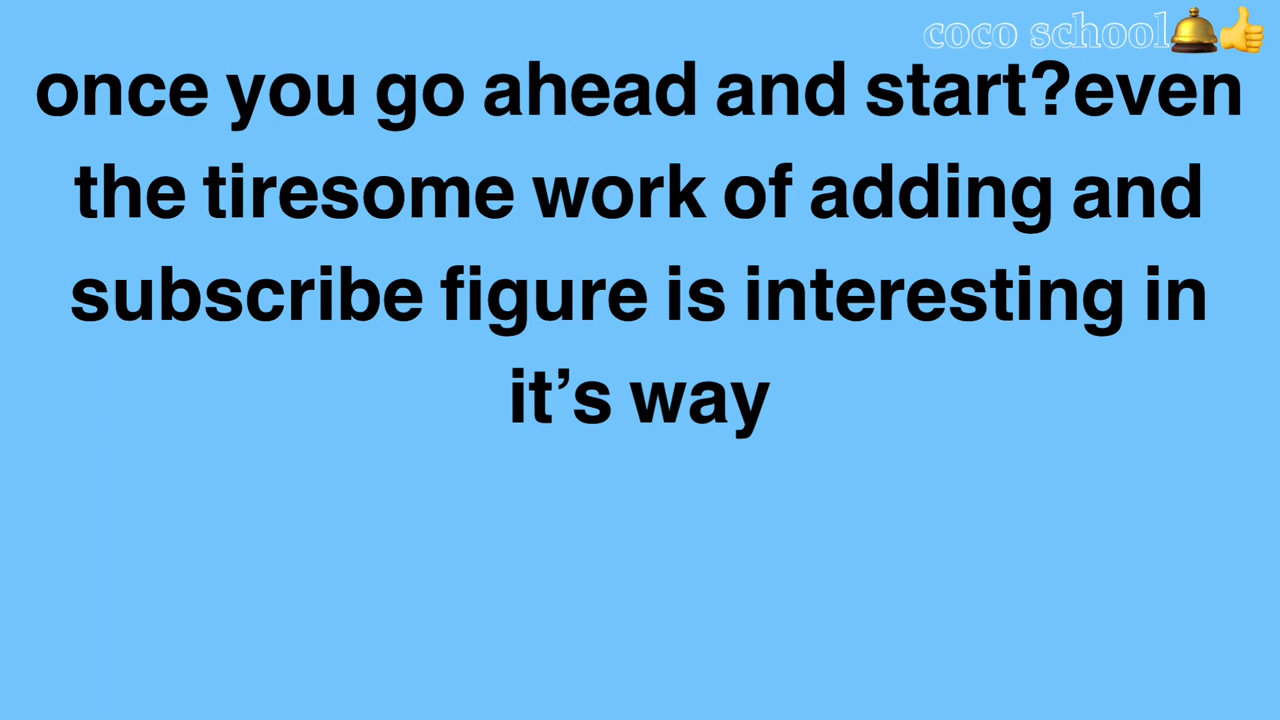 coco school🛎👍
once you go ahead and start?even
the tiresome work of adding and
subscribe figure is interesting in
it’s way